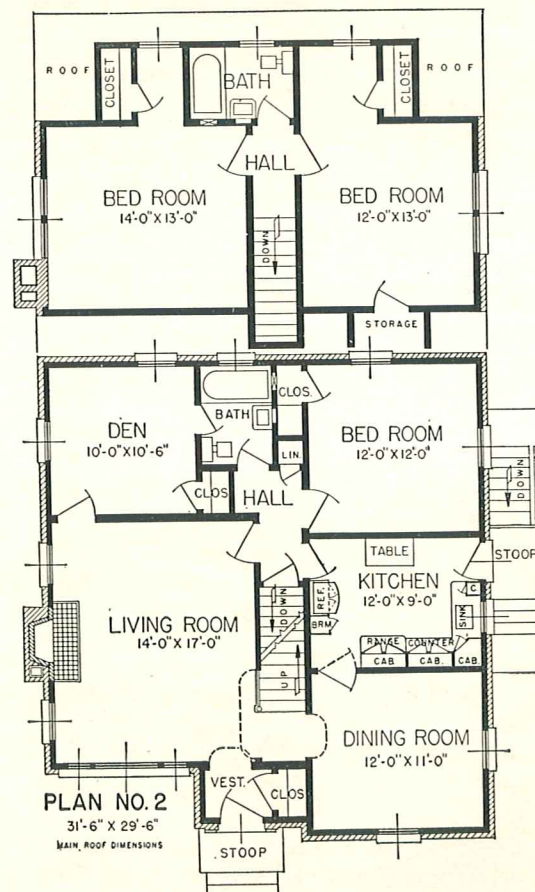 ROOF
CLOSET
BATH
CLOSET
ROOF
HALL
BED ROOM
14'-0" X 13'-0"
BED ROOM
12'-0" X 13'-0"
DOWN
STORAGE
DEN
10'-0" X 10'-6"
BATH
CLOS.
LIN.
BED ROOM
12'-0" X 12'-0"
CLOS
HALL
DOWN
STOOP
TABLE
KITCHEN
12'-0" X 9'-0"
REF.
BRM
C
SINK
RANGE
COUNTER
CAB.
CAB.
CAB.
LIVING ROOM
14'-0" X 17'-0"
DOWN
UP
DINING ROOM
12'-0" X 11'-0"
VEST.
CLOS
STOOP
PLAN NO. 2
31'-6" X 29'-6"
MAIN ROOF DIMENSIONS